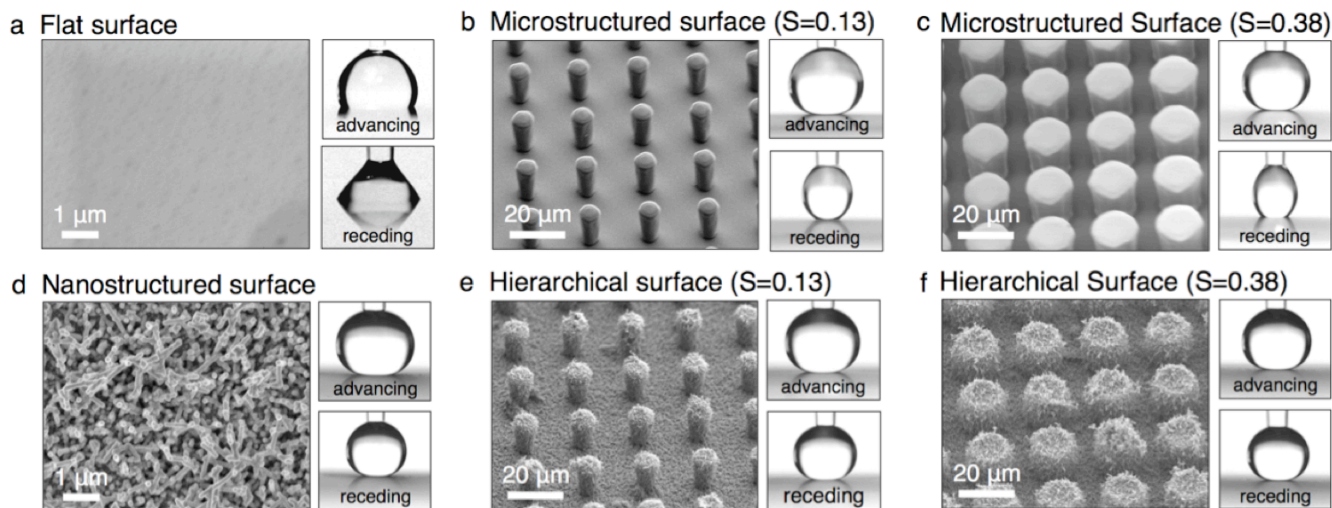 a Flat surface
1 μm
advancing
receding
b Microstructured surface (S=0.13)
20 μm
advancing
receding
c Microstructured Surface (S=0.38)
20 μm
advancing
receding
d Nanostructured surface
1 μm
advancing
receding
e Hierarchical surface (S=0.13)
20 μm
advancing
receding
f Hierarchical Surface (S=0.38)
20 μm
advancing
receding